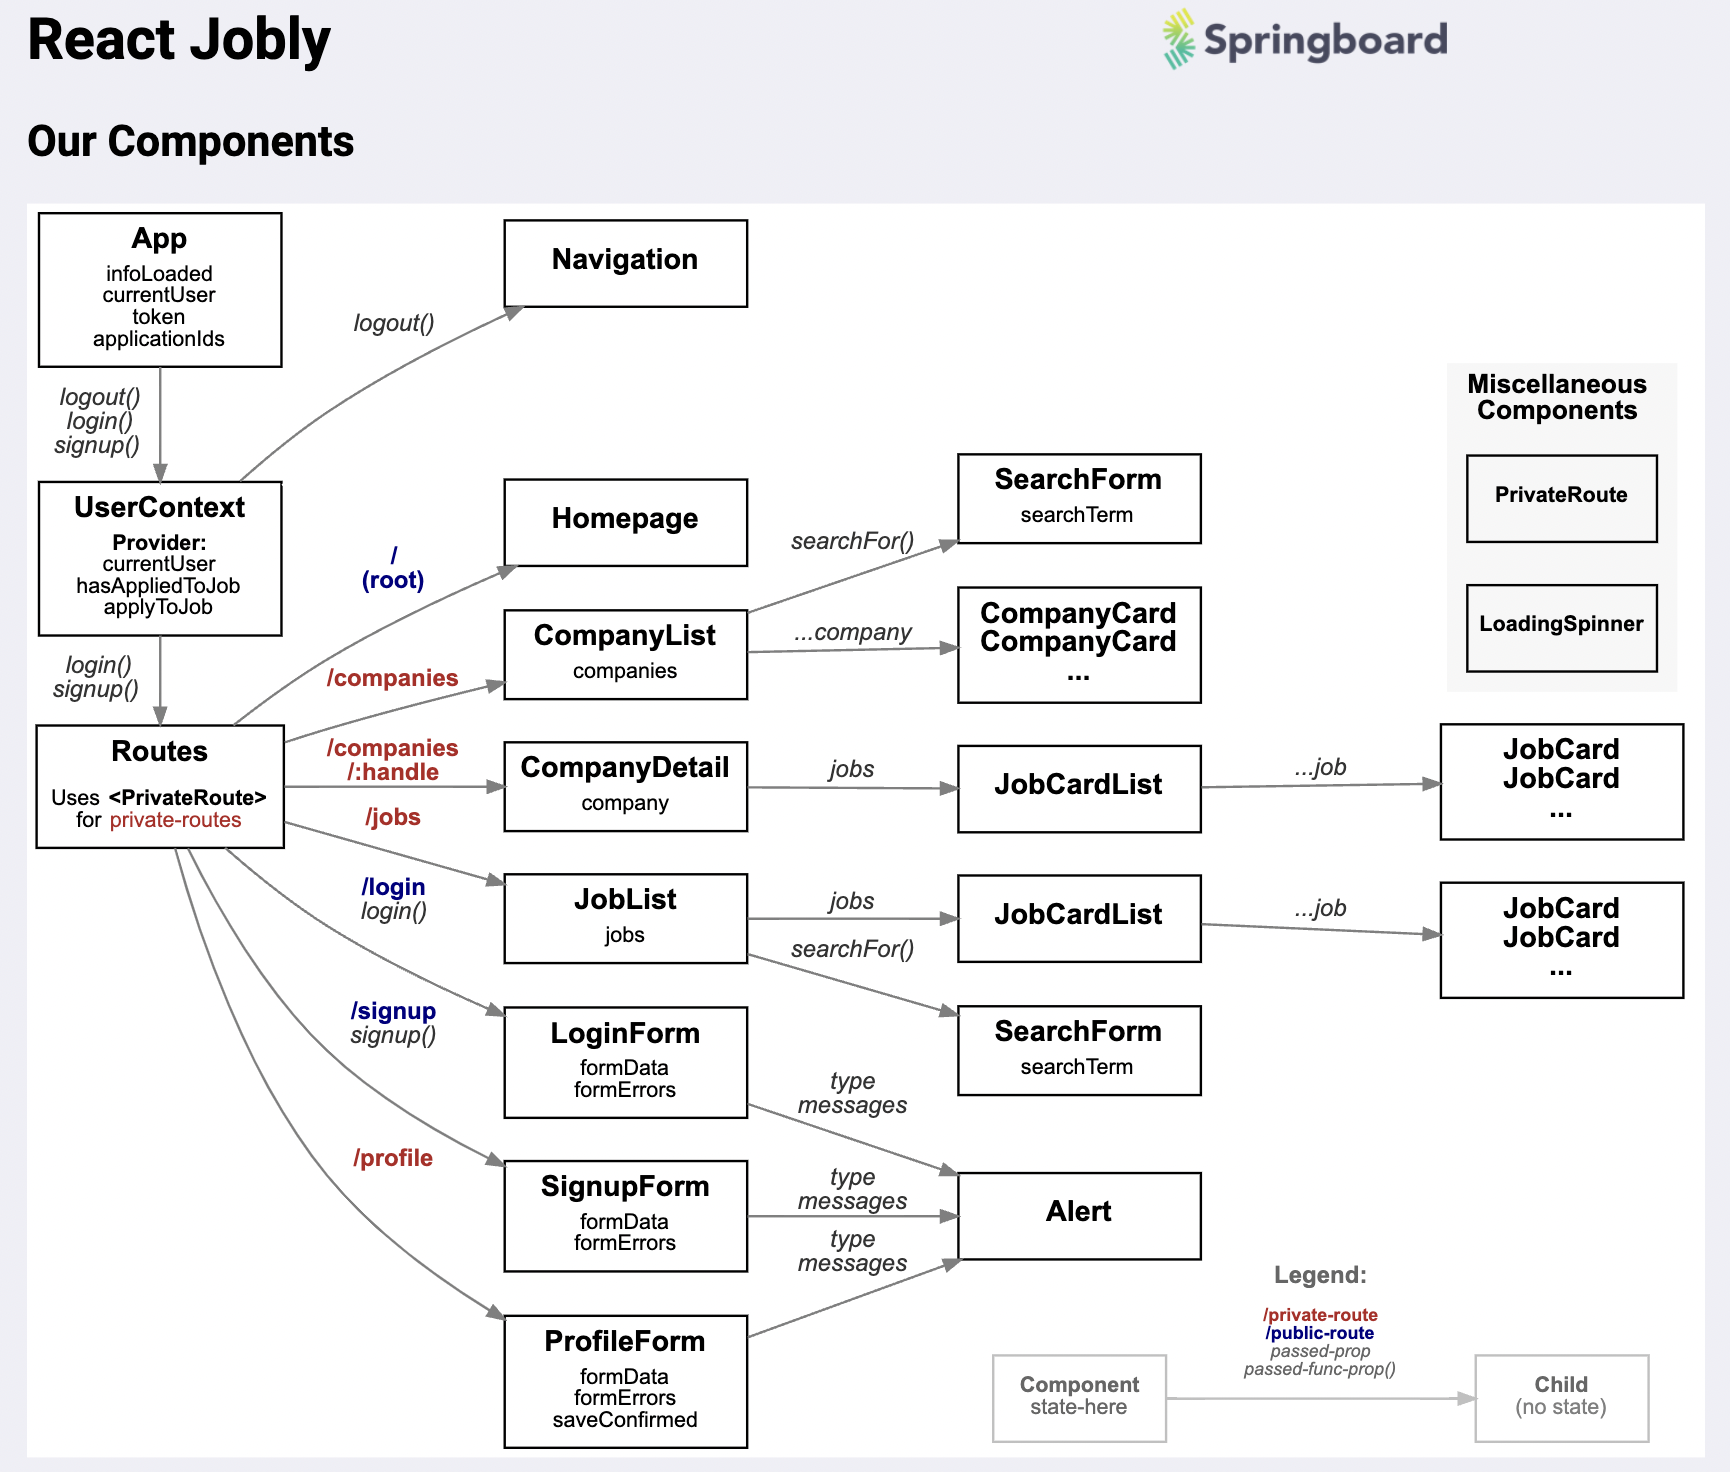 React Jobly
Springboard
Our Components
App
infoLoaded
currentUser
token
applicationIds
logout()
login()
signup()
UserContext
Provider:
currentUser
hasAppliedToJob
applyToJob
login()
signup()
Routes
Uses <PrivateRoute>
for private-routes
logout()
Navigation
/
(root)
Homepage
/companies
CompanyList
companies
searchFor()
SearchForm
searchTerm
...company
CompanyCard
CompanyCard
...
/companies
/:handle
CompanyDetail
company
jobs
JobCardList
...job
JobCard
JobCard
...
/jobs
JobList
jobs
jobs
JobCardList
...job
JobCard
JobCard
...
searchFor()
SearchForm
searchTerm
/login
login()
LoginForm
formData
formErrors
type
messages
/signup
signup()
SignupForm
formData
formErrors
type
messages
Alert
/profile
ProfileForm
formData
formErrors
saveConfirmed
type
messages
Miscellaneous
Components
PrivateRoute
LoadingSpinner
Legend:
/private-route
/public-route
passed-prop
passed-func-prop()
Component
state-here
Child
(no state)